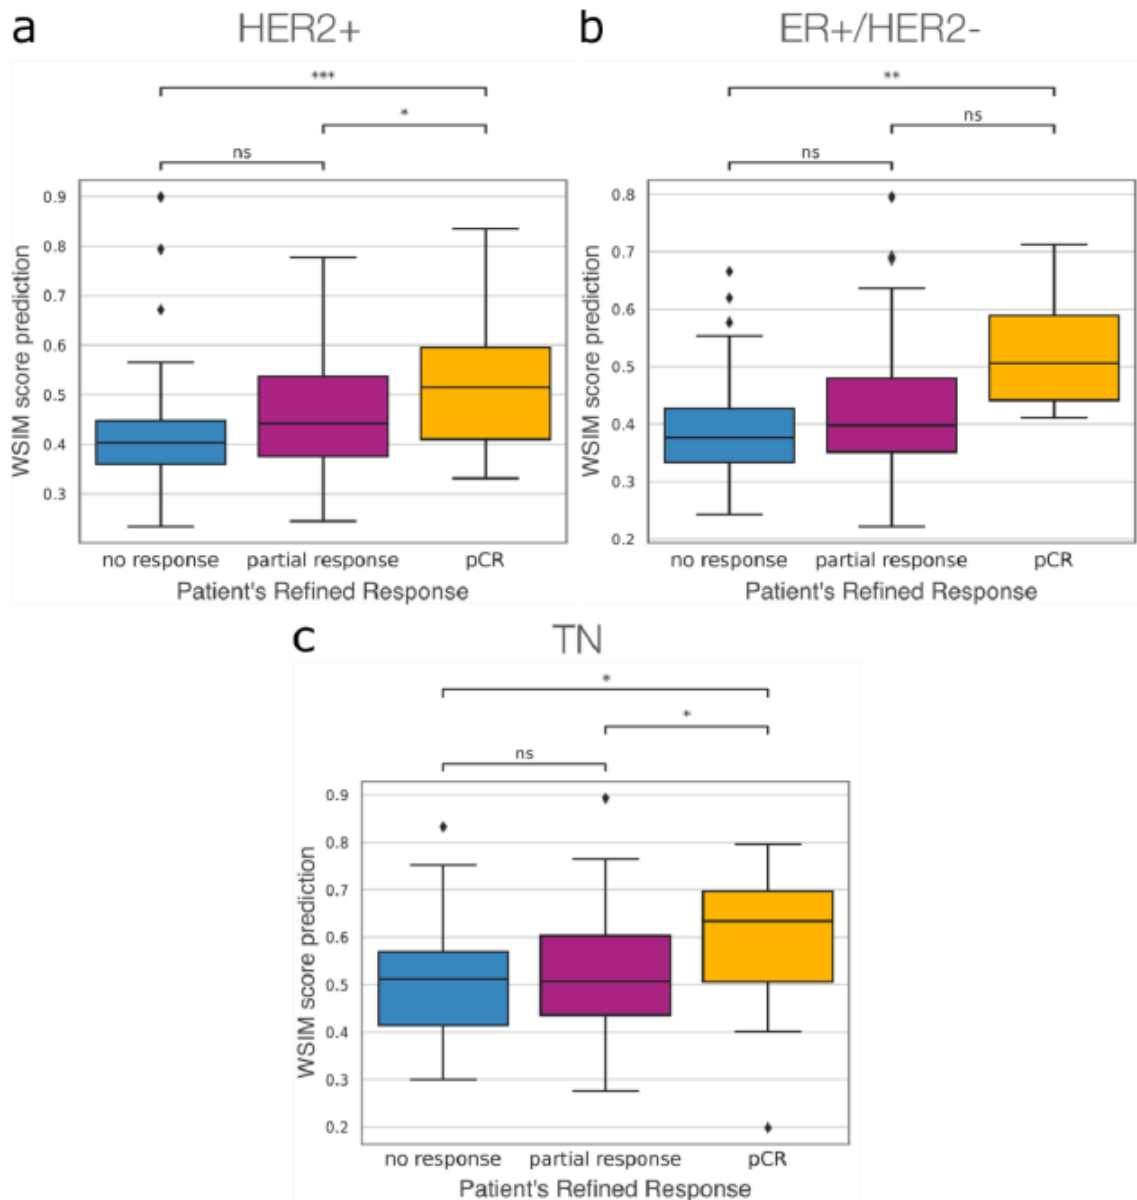 a HER2+
***
*
ns
0.9
0.8
0.7
0.6
0.5
0.4
0.3
WSIM score prediction
no response partial response pCR
Patient's Refined Response
b ER+/HER2-
**
ns
ns
0.8
0.7
0.6
0.5
0.4
0.3
0.2
WSIM score prediction
no response partial response pCR
Patient's Refined Response
c TN
*
*
ns
0.9
0.8
0.7
0.6
0.5
0.4
0.3
0.2
WSIM score prediction
no response partial response pCR
Patient's Refined Response